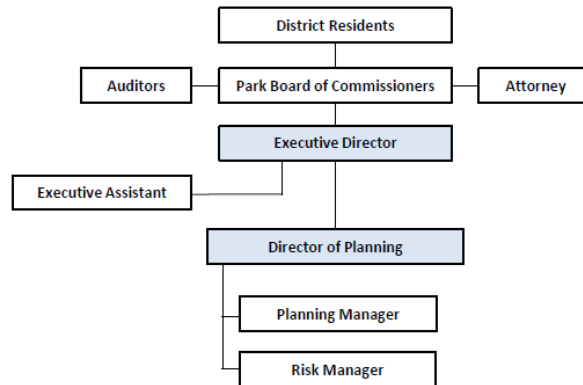 District Residents
Auditors
Park Board of Commissioners
Attorney
Executive Director
Executive Assistant
Director of Planning
Planning Manager
Risk Manager